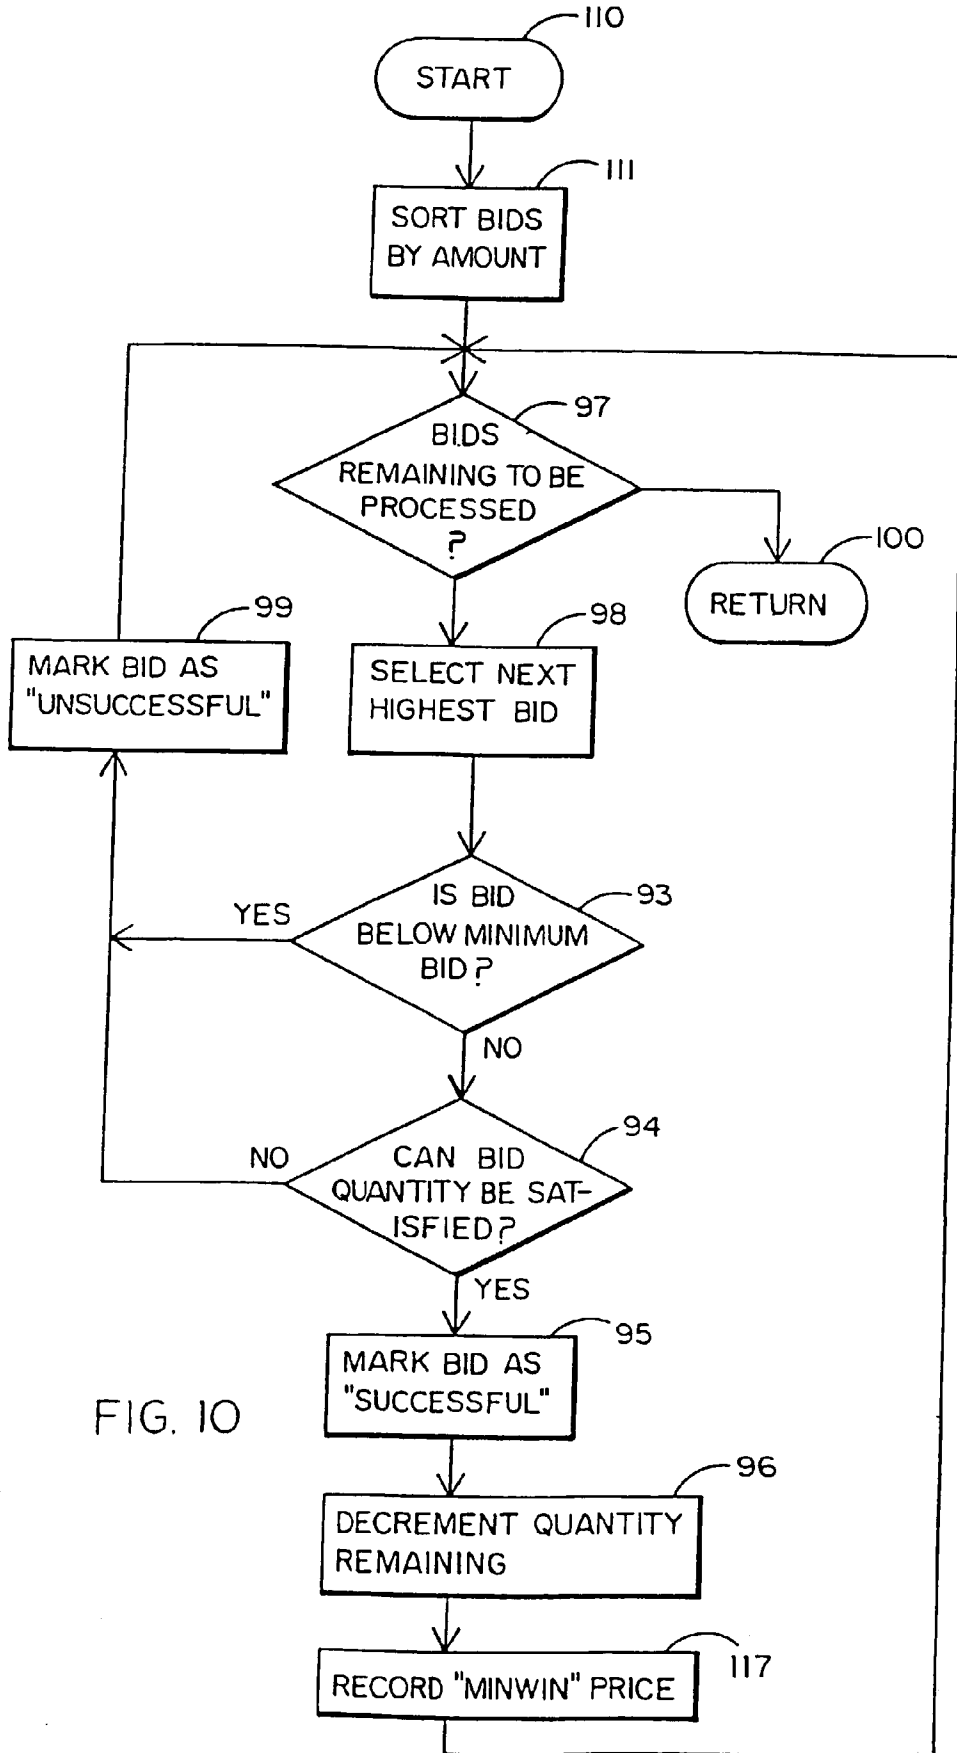 110
START
111
SORT BIDS
BY AMOUNT
97
BIDS
REMAINING TO BE
PROCESSED
?
100
RETURN
99
MARK BID AS
"UNSUCCESSFUL"
98
SELECT NEXT
HIGHEST BID
93
IS BID
BELOW MINIMUM
BID?
YES
NO
94
CAN BID
QUANTITY BE SAT-
ISFIED?
NO
YES
95
MARK BID AS
"SUCCESSFUL"
FIG. 10
96
DECREMENT QUANTITY
REMAINING
117
RECORD "MINWIN" PRICE